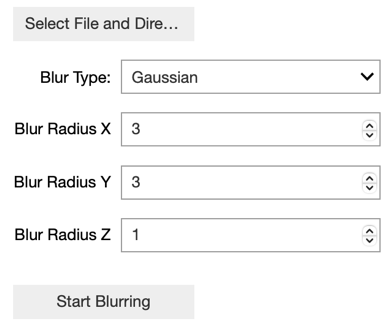 Select File and Dire...
Blur Type: Gaussian
Blur Radius X 3
Blur Radius Y 3
Blur Radius Z 1
Start Blurring